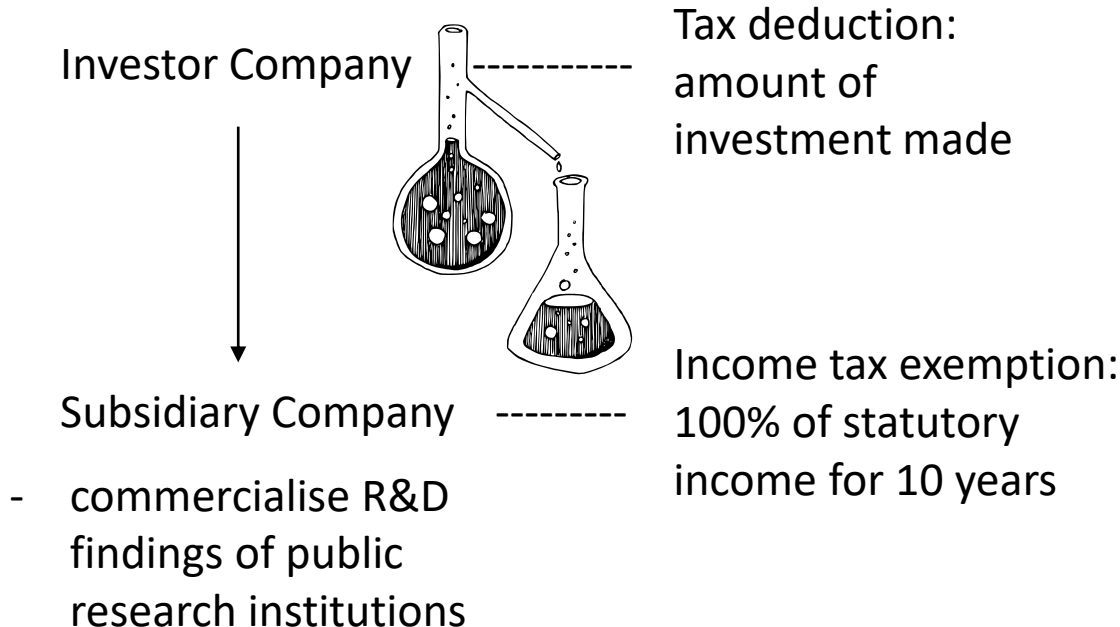 Investor Company -----------
Tax deduction:
amount of
investment made
Subsidiary Company ---------
- commercialise R&D
findings of public
research institutions
Income tax exemption:
100% of statutory
income for 10 years